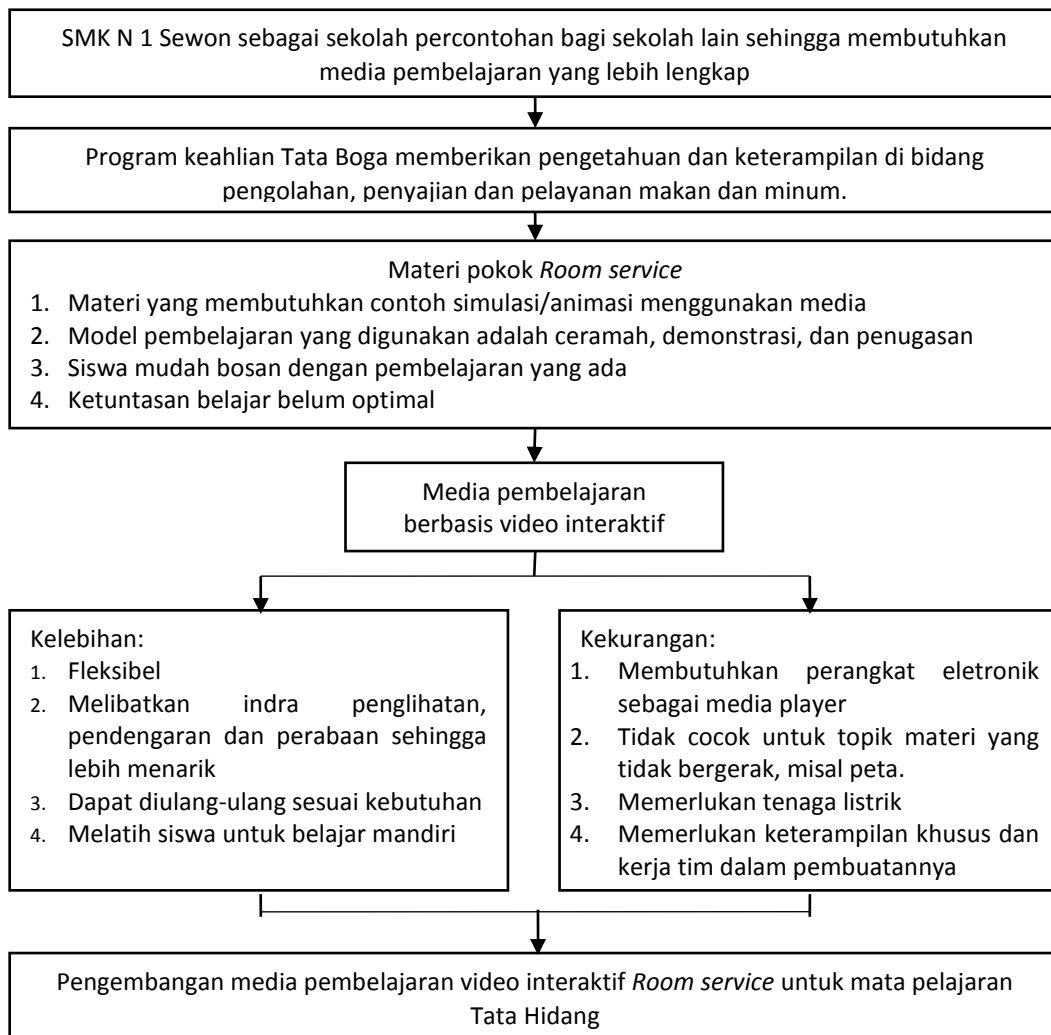 SMK N 1 Sewon sebagai sekolah percontohan bagi sekolah lain sehingga membutuhkan
media pembelajaran yang lebih lengkap
Program keahlian Tata Boga memberikan pengetahuan dan keterampilan di bidang
pengolahan, penyajian dan pelayanan makan dan minum.
Materi pokok Room service
1. Materi yang membutuhkan contoh simulasi/animasi menggunakan media
2. Model pembelajaran yang digunakan adalah ceramah, demonstrasi, dan penugasan
3. Siswa mudah bosan dengan pembelajaran yang ada
4. Ketuntasan belajar belum optimal
Media pembelajaran
berbasis video interaktif
Kelebihan:
1. Fleksibel
2. Melibatkan indra penglihatan,
pendengaran dan perabaan sehingga
lebih menarik
3. Dapat diulang-ulang sesuai kebutuhan
4. Melatih siswa untuk belajar mandiri
Kekurangan:
1. Membutuhkan perangkat eletronik
sebagai media player
2. Tidak cocok untuk topik materi yang
tidak bergerak, misal peta.
3. Memerlukan tenaga listrik
4. Memerlukan keterampilan khusus dan
kerja tim dalam pembuatannya
Pengembangan media pembelajaran video interaktif Room service untuk mata pelajaran
Tata Hidang